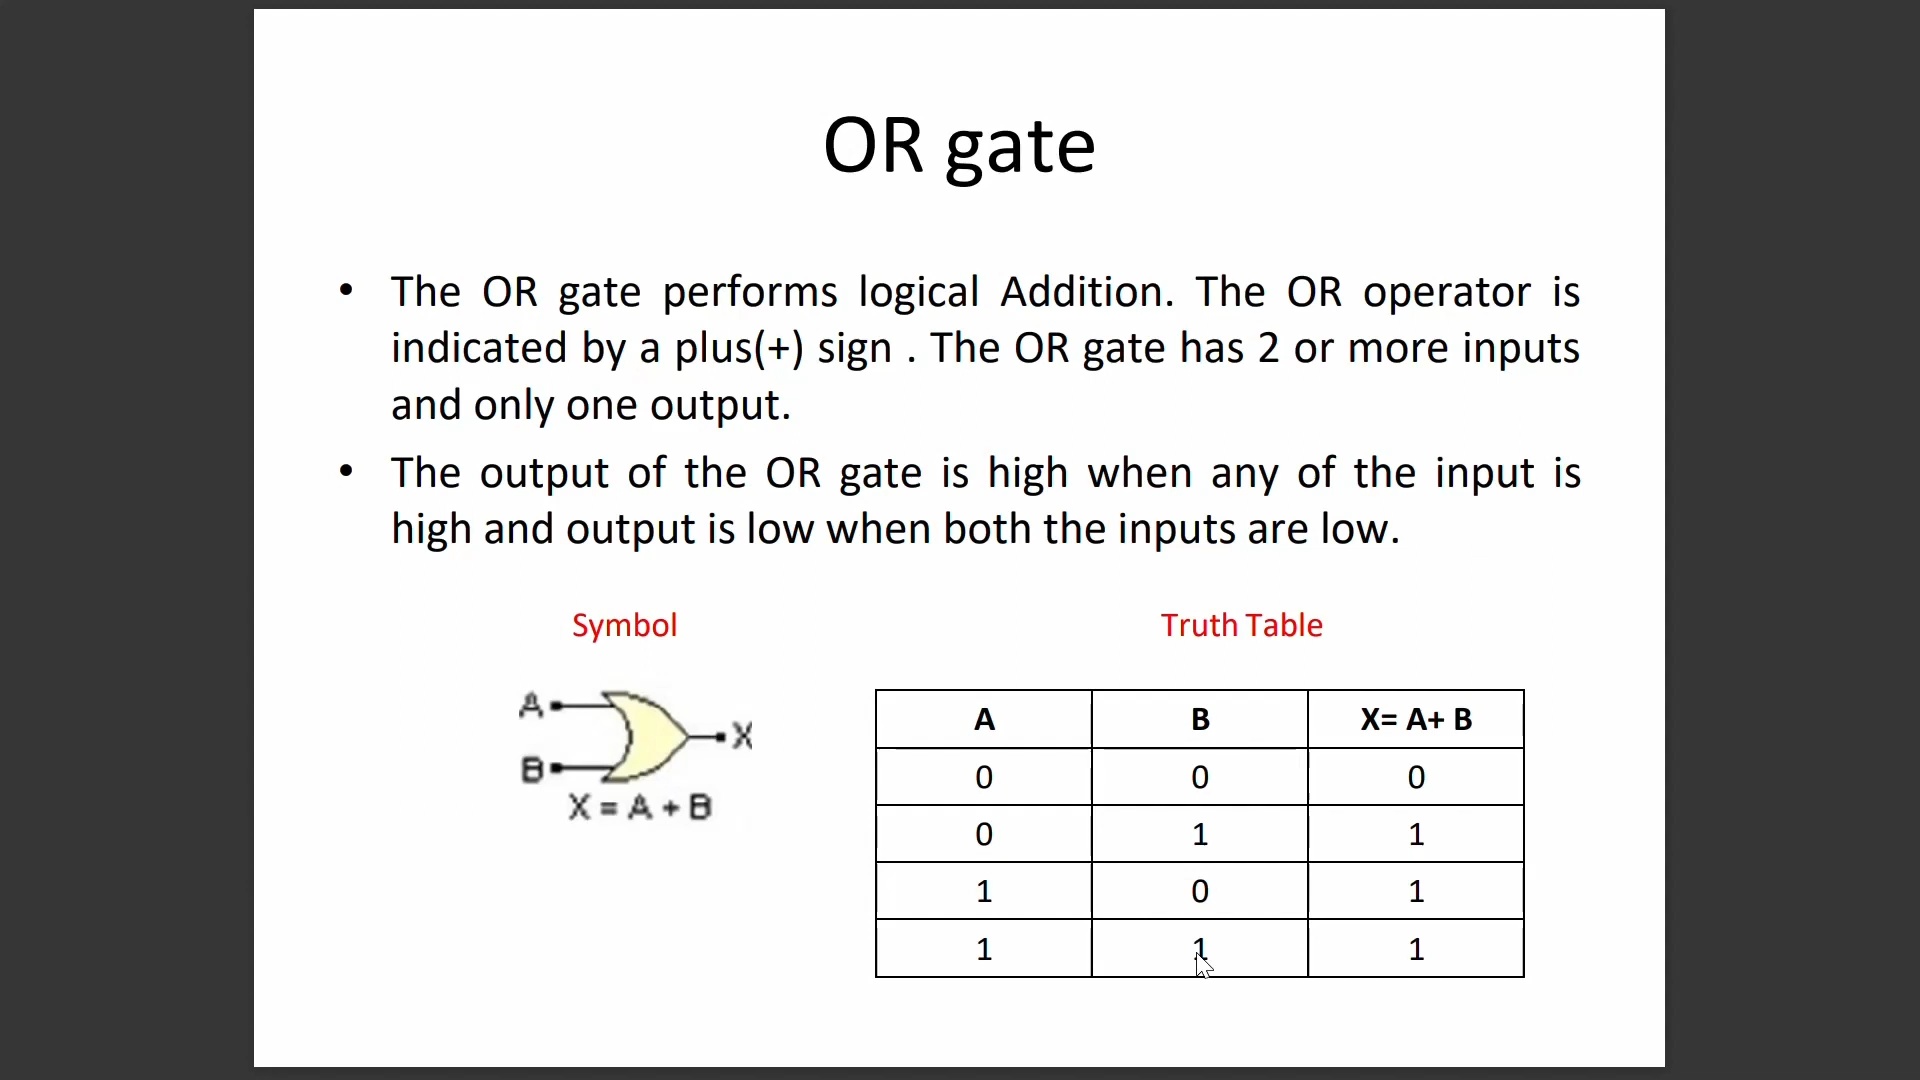 OR gate
• The OR gate performs logical Addition. The OR operator is
indicated by a plus(+) sign . The OR gate has 2 or more inputs
and only one output.
• The output of the OR gate is high when any of the input is
high and output is low when both the inputs are low.
Symbol
A
X
B
X = A + B
Truth Table
A B X= A+ B
0 0 0
0 1 1
1 0 1
1 1 1